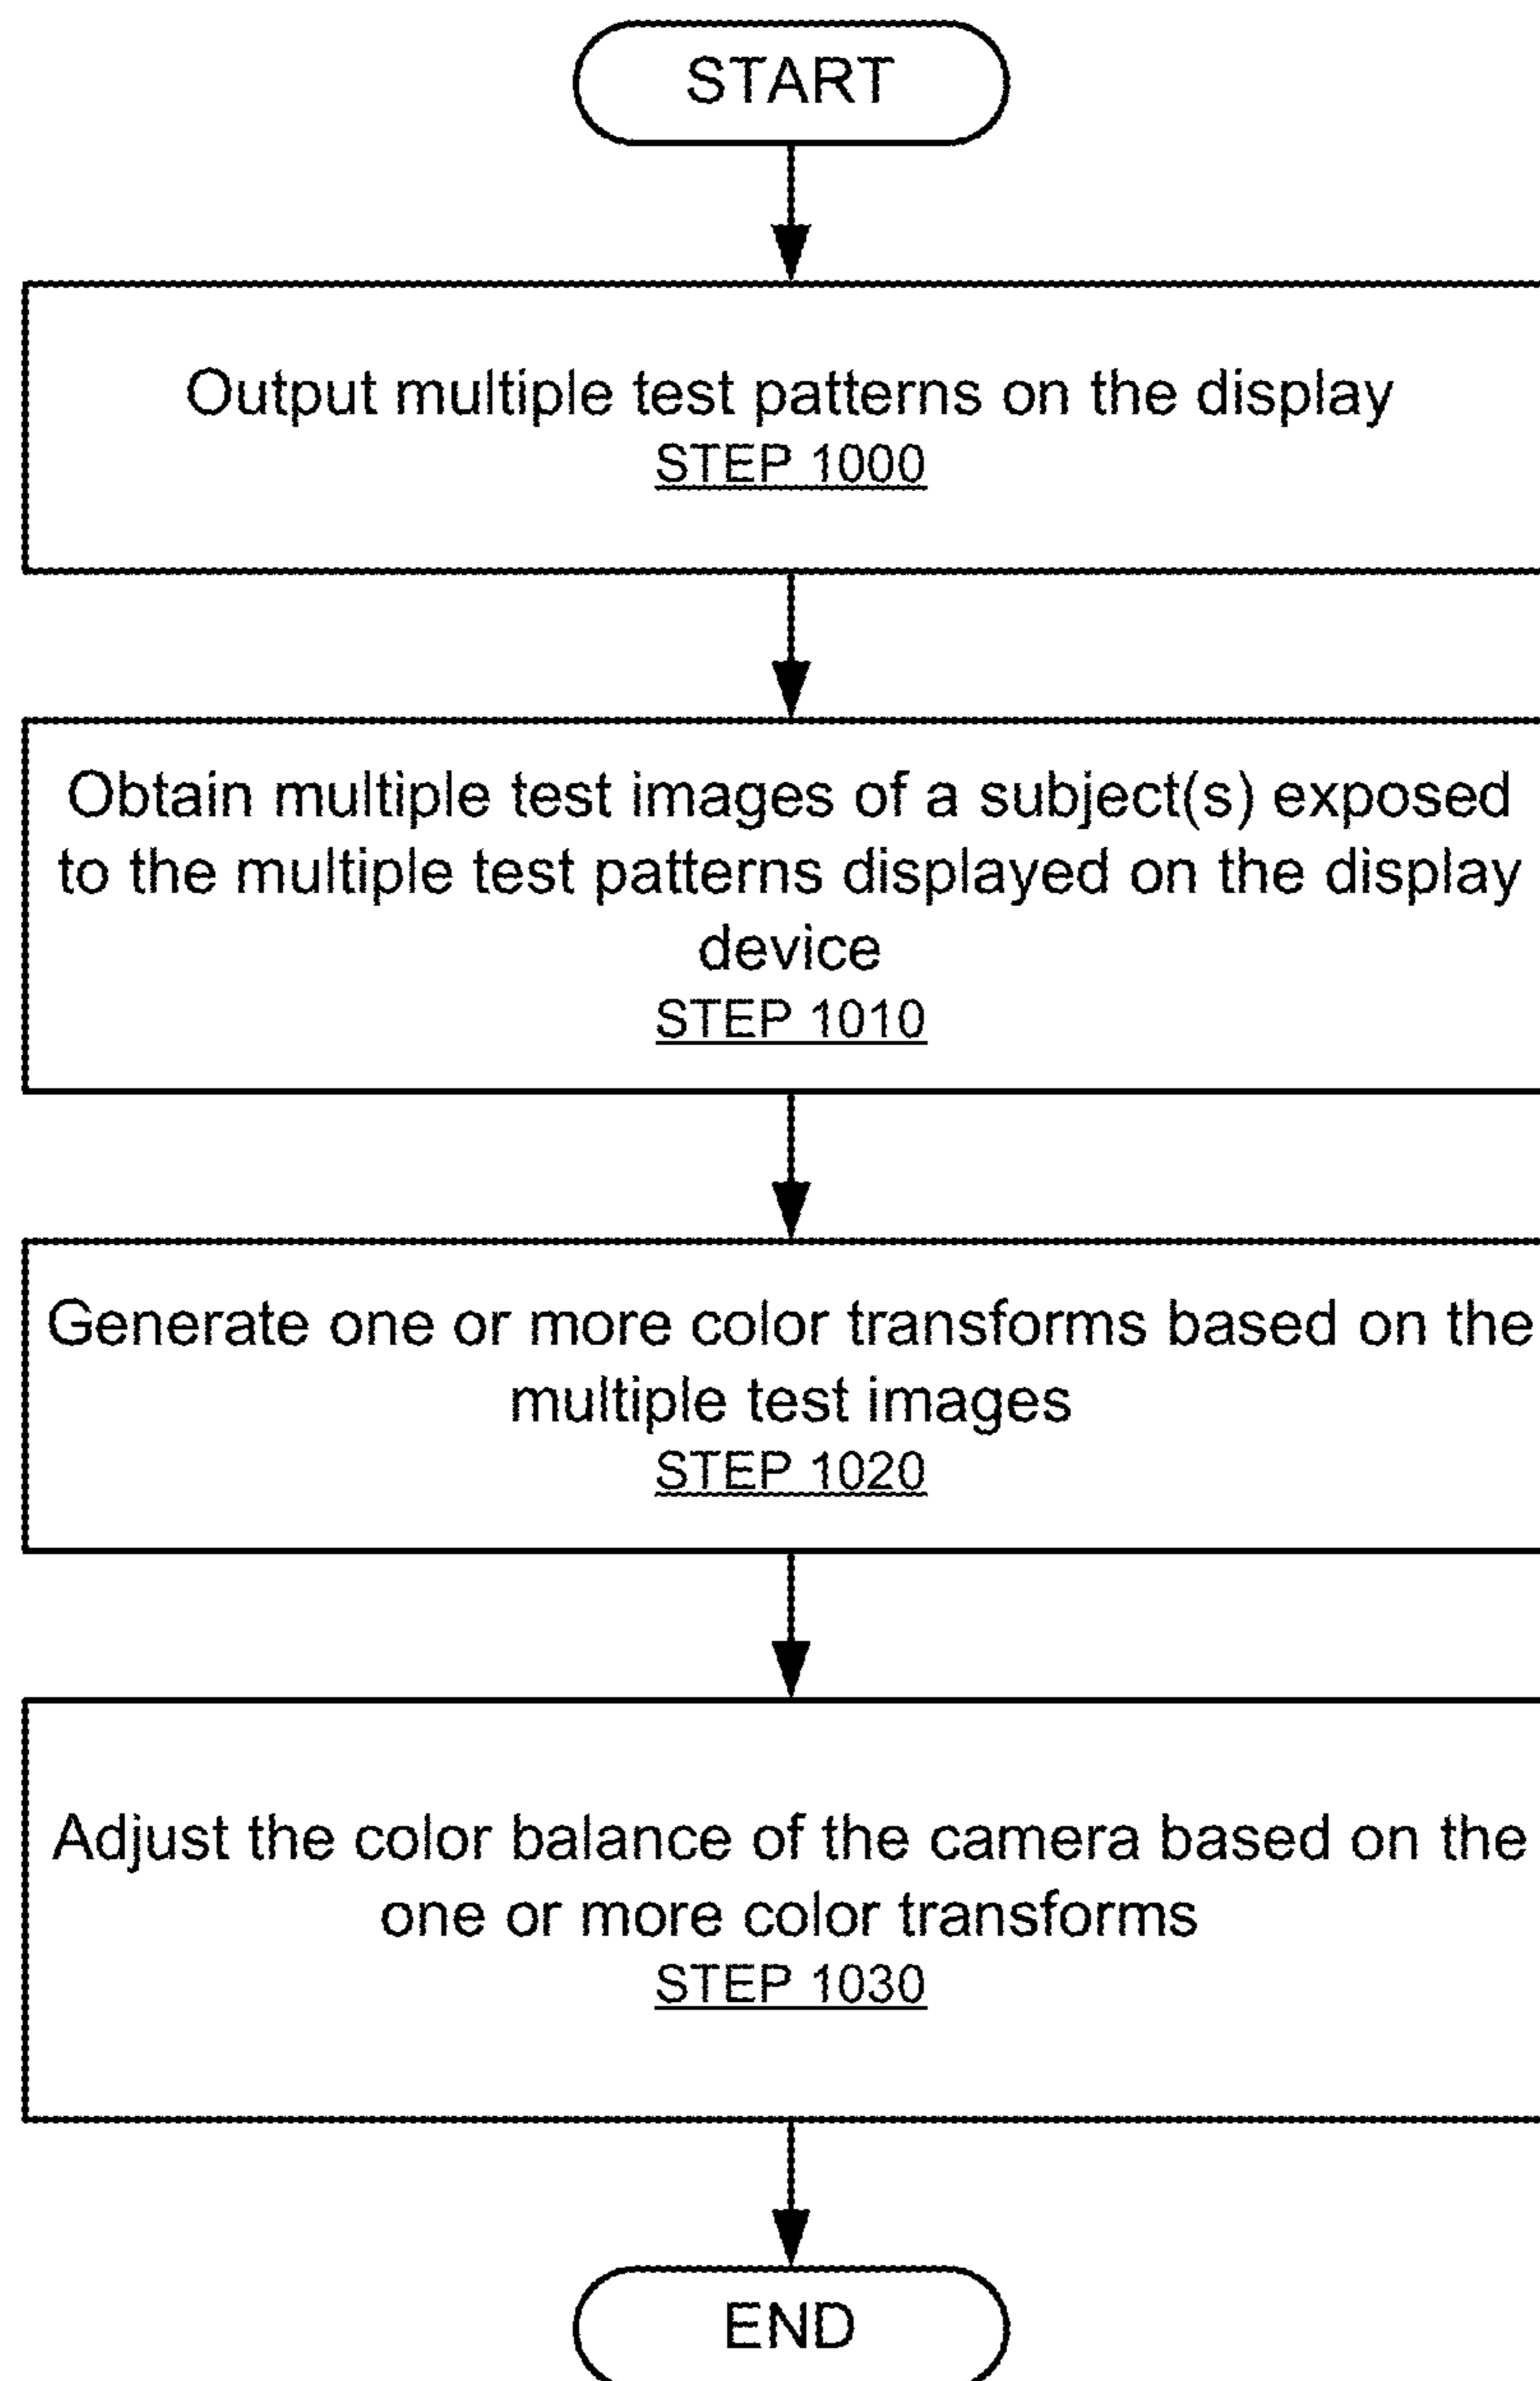 START
Output multiple test patterns on the display
STEP 1000
Obtain multiple test images of a subject(s) exposed
to the multiple test patterns displayed on the display
device
STEP 1010
Generate one or more color transforms based on the
multiple test images
STEP 1020
Adjust the color balance of the camera based on the
one or more color transforms
STEP 1030
END